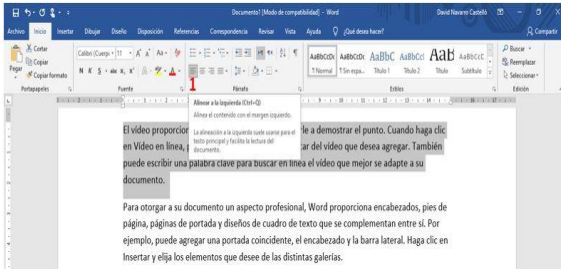 Documento1 [Modo de compatibilidad] - Word
David Navarro Castelló
Archivo Inicio Insertar Dibujar Diseño Disposición Referencias Correspondencia Revisar Vista Ayuda ¿Qué desea hacer? Compartir
Cortar
Copiar
Copiar formato
Pegar
Portapapeles
Calibri (Cuerpo 11
N K S abc x, x²
Fuente
Párrafo
AaBbCcDc AaBbCcDc AaBbC AaBbCcI AaB AaBbCcC
¶ Normal ¶ Sin espa... Título 1 Título 2 Título Subtítulo
Estilos
Buscar
Reemplazar
Seleccionar
Edición
1
Alinear a la izquierda (Ctrl+Q)
Alinea el contenido con el margen izquierdo.
La alineación a la izquierda suele usarse para el
texto principal y facilita la lectura del
documento.
El vídeo proporcion rle a demostrar el punto. Cuando haga clic
en Vídeo en línea, p car del vídeo que desea agregar. También
puede escribir una palabra clave para buscar en línea el vídeo que mejor se adapte a su
documento.
Para otorgar a su documento un aspecto profesional, Word proporciona encabezados, pies de
página, páginas de portada y diseños de cuadro de texto que se complementan entre sí. Por
ejemplo, puede agregar una portada coincidente, el encabezado y la barra lateral. Haga clic en
Insertar y elija los elementos que desee de las distintas galerías.